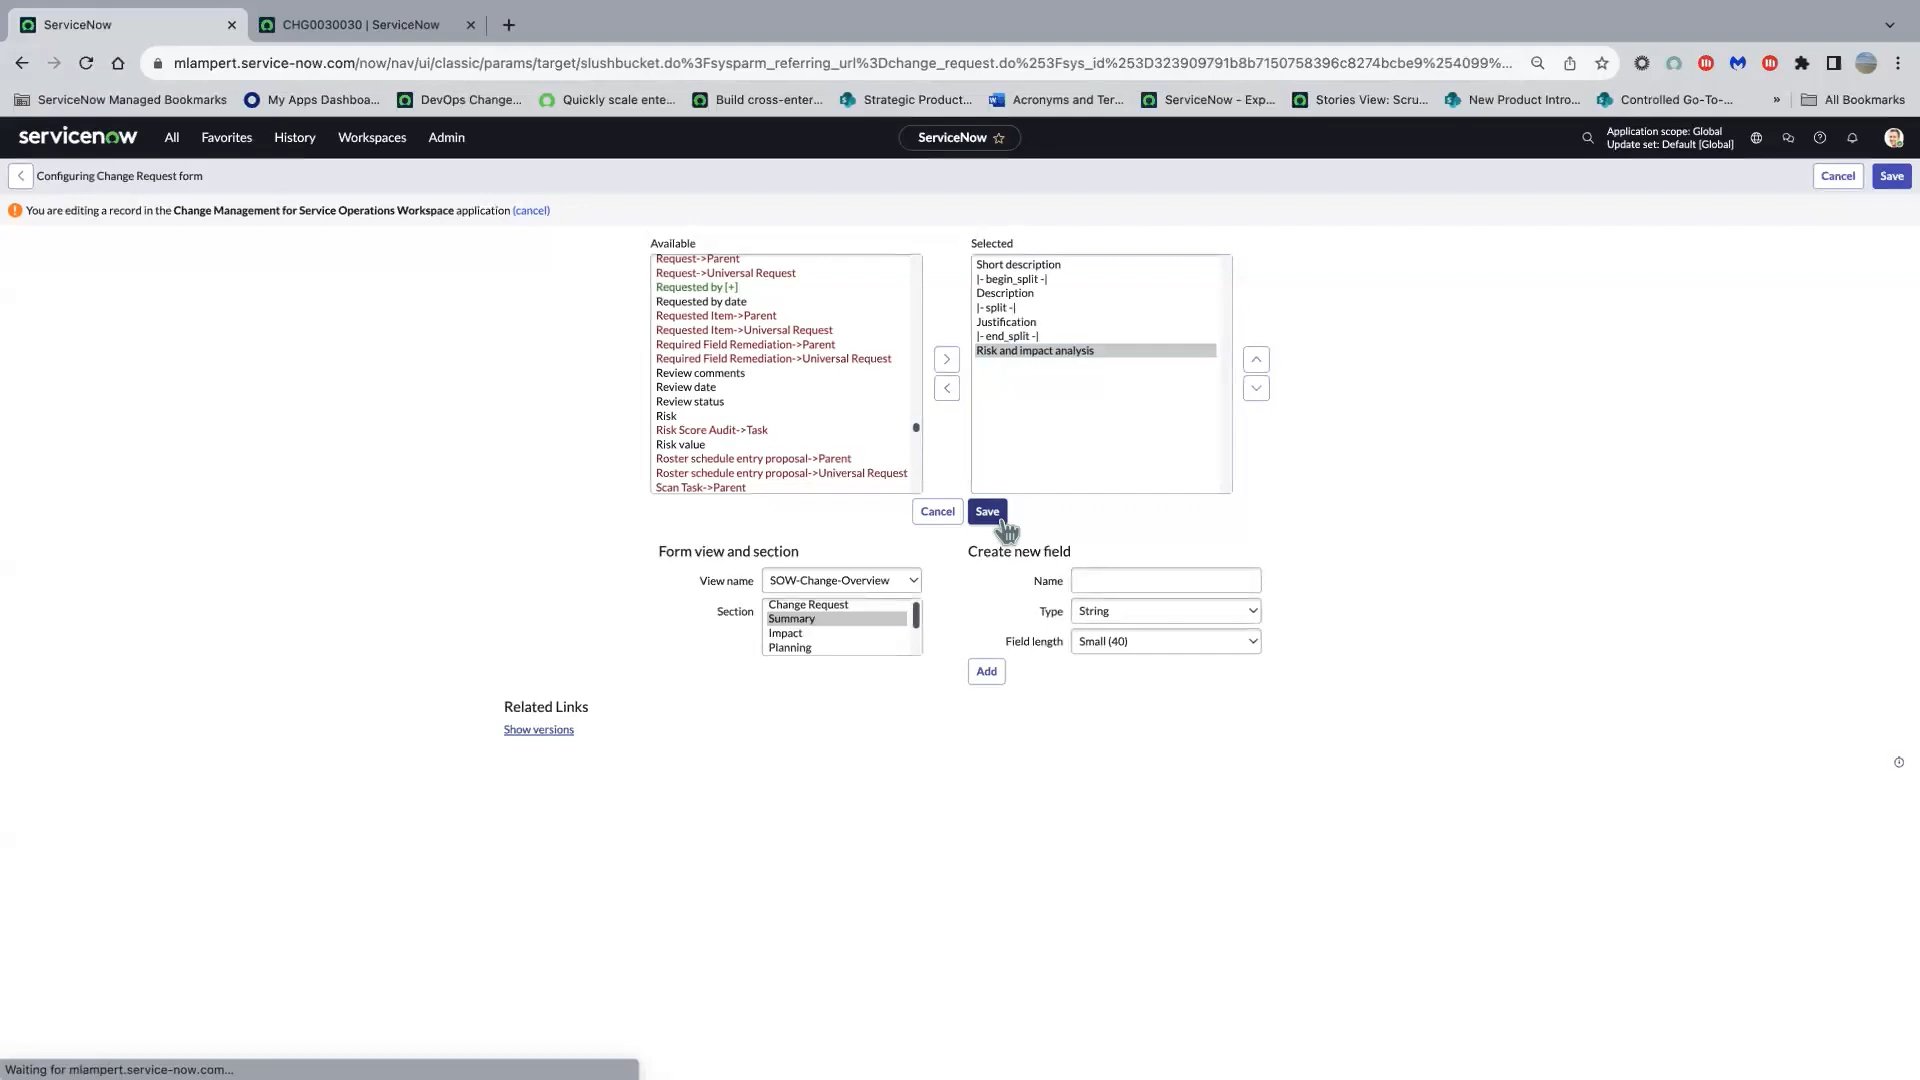 ServiceNow
CHG0030030 | ServiceNow
mlampert.service-now.com/now/nav/ui/classic/params/target/slushbucket.do%3Fsysparm_referring_url%3Dchange_request.do%253Fsys_id%253D323909791b8b7150758396c8274bcbe9%254099%...
ServiceNow Managed Bookmarks
My Apps Dashboa...
DevOps Change...
Quickly scale ente...
Build cross-enter...
Strategic Product...
Acronyms and Ter...
ServiceNow - Exp...
Stories View: Scru...
New Product Intro...
Controlled Go-To-...
»
All Bookmarks
servicenow
All
Favorites
History
Workspaces
Admin
ServiceNow
Application scope: Global
Update set: Default [Global]
Configuring Change Request form
Cancel
Save
You are editing a record in the Change Management for Service Operations Workspace application (cancel)
Available
Request->Parent
Request->Universal Request
Requested by [+]
Requested by date
Requested Item->Parent
Requested Item->Universal Request
Required Field Remediation->Parent
Required Field Remediation->Universal Request
Review comments
Review date
Review status
Risk
Risk Score Audit->Task
Risk value
Roster schedule entry proposal->Parent
Roster schedule entry proposal->Universal Request
Scan Task->Parent
Selected
Short description
|- begin_split -|
Description
|- split -|
Justification
|- end_split -|
Risk and impact analysis
Cancel
Save
Form view and section
View name
SOW-Change-Overview
Section
Change Request
Summary
Impact
Planning
Create new field
Name
Type
String
Field length
Small (40)
Add
Related Links
Show versions
Waiting for mlampert.service-now.com...